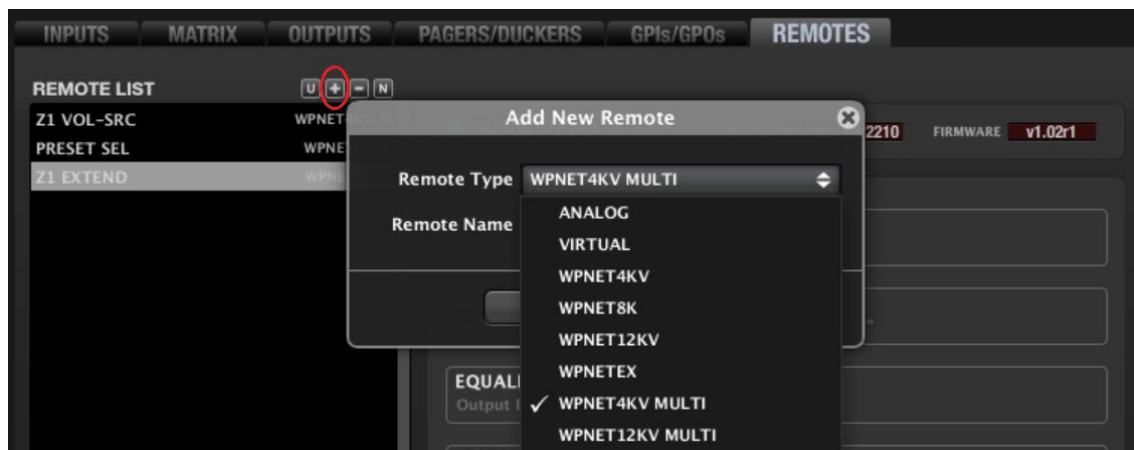 INPUTS MATRIX OUTPUTS PAGERS/DUCKERS GPIs/GPOs REMOTES
REMOTE LIST U + - N
Z1 VOL-SRC WPNET
PRESET SEL WPNE
Z1 EXTEND WPNE
Add New Remote
2210 FIRMWARE v1.02r1
Remote Type WPNET4KV MULTI
Remote Name
ANALOG
VIRTUAL
WPNET4KV
WPNET8K
WPNET12KV
WPNETEX
WPNET4KV MULTI
WPNET12KV MULTI
EQUALI
Output